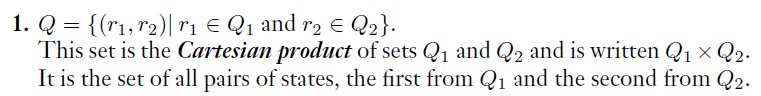 1. Q = {(r₁, r₂)| r₁ ∈ Q₁ and r₂ ∈ Q₂}.
This set is the Cartesian product of sets Q₁ and Q₂ and is written Q₁ × Q₂.
It is the set of all pairs of states, the first from Q₁ and the second from Q₂.